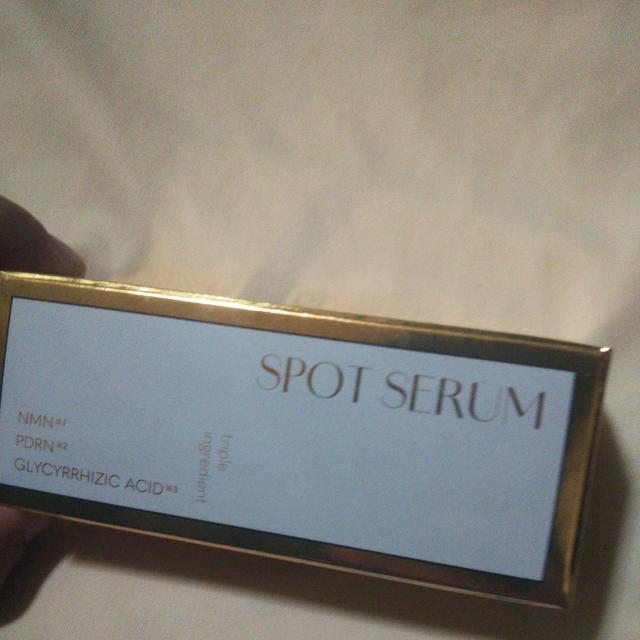 SPOT SERUM
NMN※1
PDRN※2
GLYCYRRHIZIC ACID※3
triple
ingredient